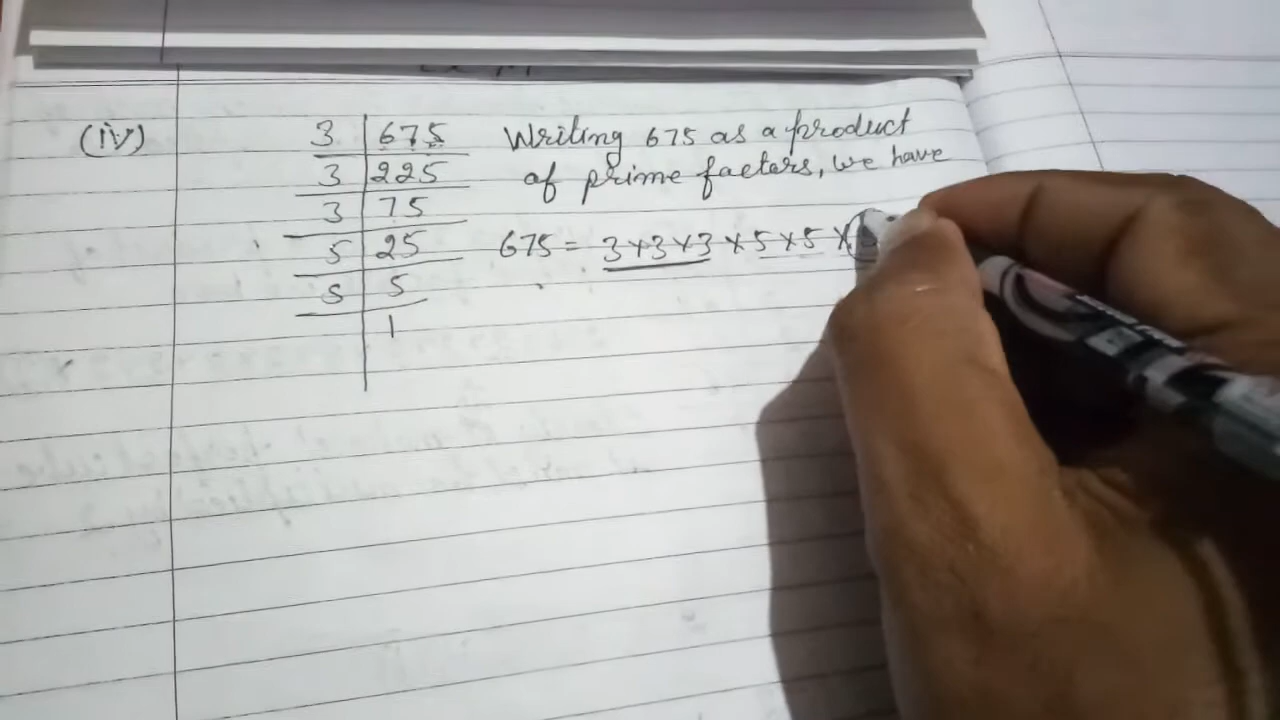 (iv)
3 | 675
3 | 225
3 | 75
5 | 25
5 | 5
1
Writing 675 as a product
of prime factors, we have
675 = 3×3×3 ×5×5 ×